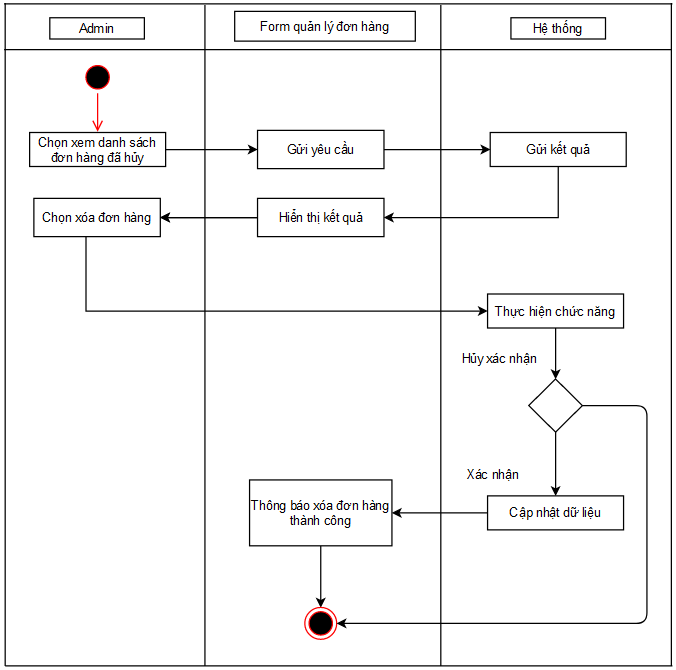 Admin
Form quản lý đơn hàng
Hệ thống
Chọn xem danh sách
đơn hàng đã hủy
Gửi yêu cầu
Gửi kết quả
Chọn xóa đơn hàng
Hiển thị kết quả
Thực hiện chức năng
Hủy xác nhận
Xác nhận
Thông báo xóa đơn hàng
thành công
Cập nhật dữ liệu